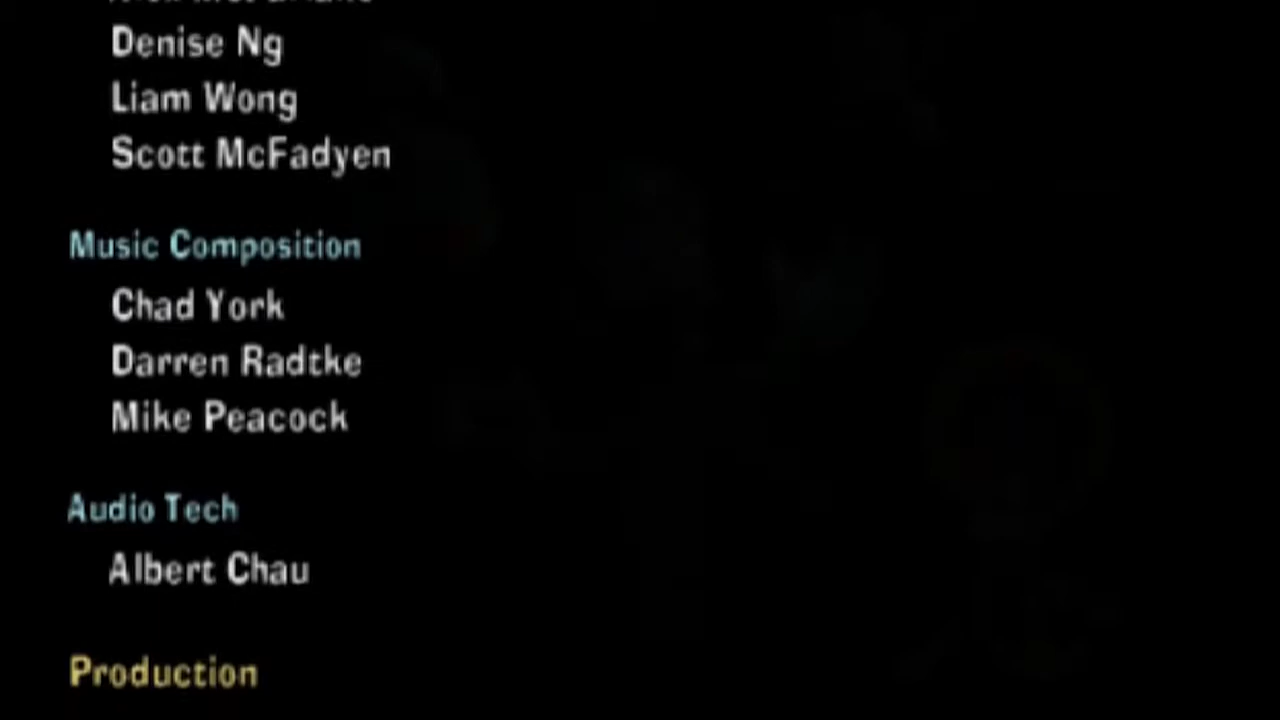 Denise Ng
Liam Wong
Scott McFadyen
Music Composition
Chad York
Darren Radtke
Mike Peacock
Audio Tech
Albert Chau
Production